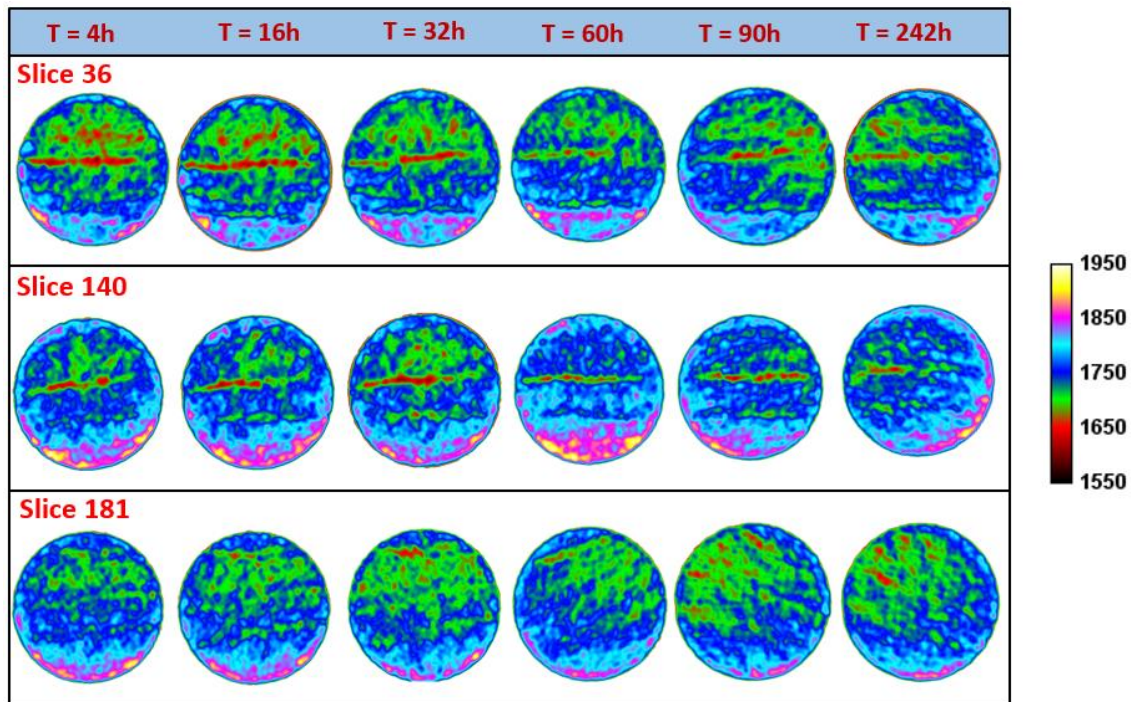 T = 4h T = 16h T = 32h T = 60h T = 90h T = 242h
Slice 36
Slice 140
1950
1850
1750
1650
1550
Slice 181